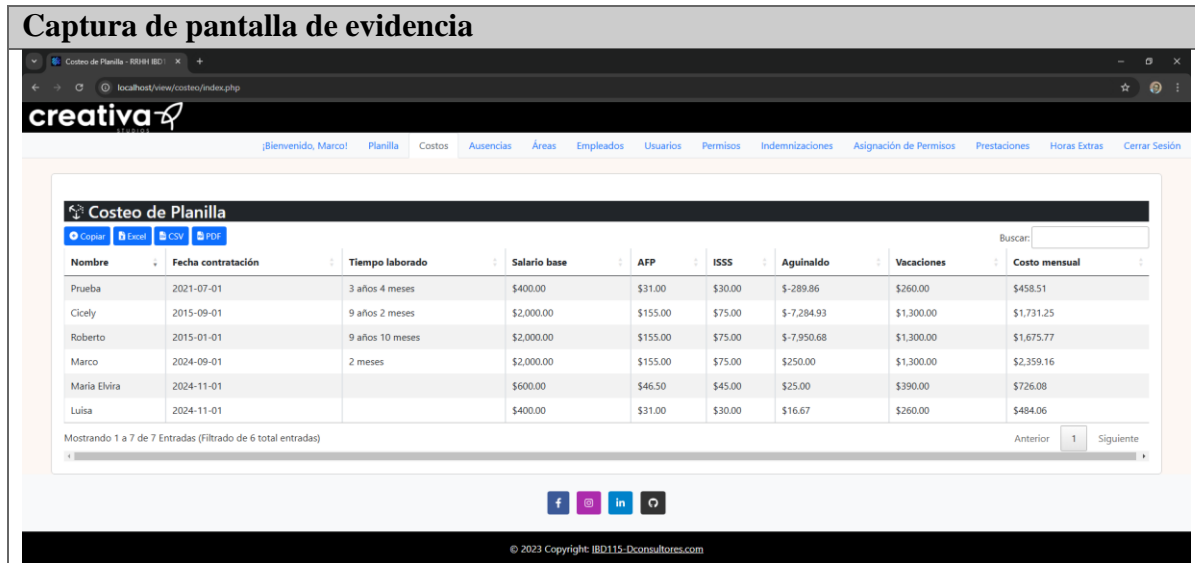 Captura de pantalla de evidencia
Costeo de Planilla - RRHH IBD1
localhost/view/costeo/index.php
creativa
STUDIOS
¡Bienvenido, Marco! Planilla Costos Ausencias Áreas Empleados Usuarios Permisos Indemnizaciones Asignación de Permisos Prestaciones Horas Extras Cerrar Sesión
Costeo de Planilla
Copiar Excel CSV PDF Buscar:
Nombre Fecha contratación Tiempo laborado Salario base AFP ISSS Aguinaldo Vacaciones Costo mensual
Prueba 2021-07-01 3 años 4 meses $400.00 $31.00 $30.00 $-289.86 $260.00 $458.51
Cicely 2015-09-01 9 años 2 meses $2,000.00 $155.00 $75.00 $-7,284.93 $1,300.00 $1,731.25
Roberto 2015-01-01 9 años 10 meses $2,000.00 $155.00 $75.00 $-7,950.68 $1,300.00 $1,675.77
Marco 2024-09-01 2 meses $2,000.00 $155.00 $75.00 $250.00 $1,300.00 $2,359.16
Maria Elvira 2024-11-01 $600.00 $46.50 $45.00 $25.00 $390.00 $726.08
Luisa 2024-11-01 $400.00 $31.00 $30.00 $16.67 $260.00 $484.06
Mostrando 1 a 7 de 7 Entradas (Filtrado de 6 total entradas) Anterior 1 Siguiente
© 2023 Copyright: IBD115-Dconsultores.com